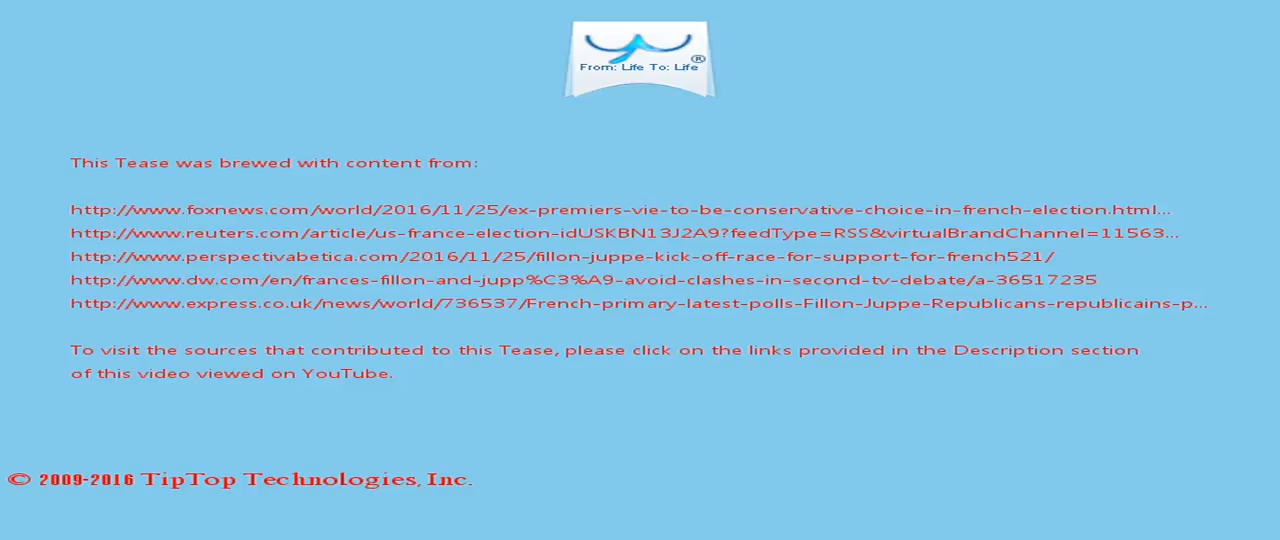 From: Life To: Life ®
This Tease was brewed with content from:
http://www.foxnews.com/world/2016/11/25/ex-premiers-vie-to-be-conservative-choice-in-french-election.html...
http://www.reuters.com/article/us-france-election-idUSKBN13J2A9?feedType=RSS&virtualBrandChannel=11563...
http://www.perspectivabetica.com/2016/11/25/fillon-juppe-kick-off-race-for-support-for-french521/
http://www.dw.com/en/frances-fillon-and-jupp%C3%A9-avoid-clashes-in-second-tv-debate/a-36517235
http://www.express.co.uk/news/world/736537/French-primary-latest-polls-Fillon-Juppe-Republicans-republicains-p...
To visit the sources that contributed to this Tease, please click on the links provided in the Description section
of this video viewed on YouTube.
© 2009-2016 TipTop Technologies, Inc.